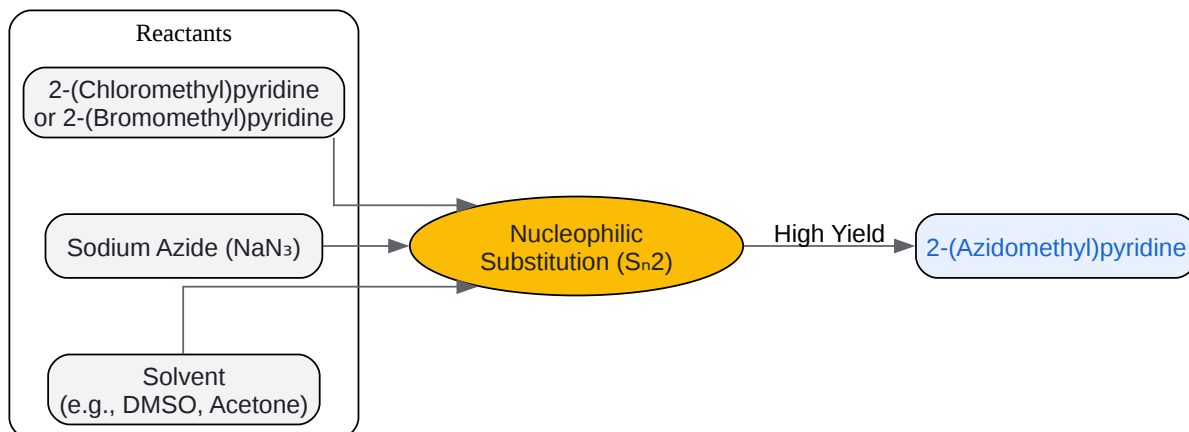 Reactants
2-(Chloromethyl)pyridine
or 2-(Bromomethyl)pyridine
Sodium Azide (NaN₃)
Solvent
(e.g., DMSO, Acetone)
Nucleophilic
Substitution (Sₙ2)
High Yield
2-(Azidomethyl)pyridine